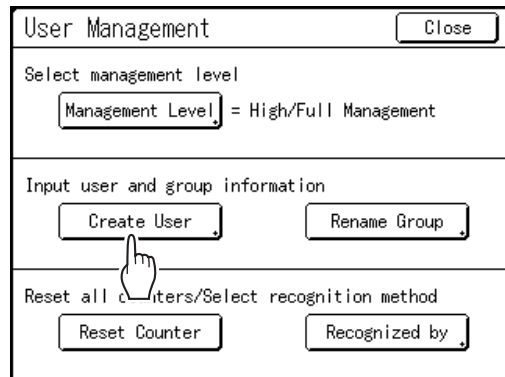 User Management Close
Select management level
Management Level = High/Full Management
Input user and group information
Create User Rename Group
Reset all c nters/Select recognition method
Reset Counter Recognized by